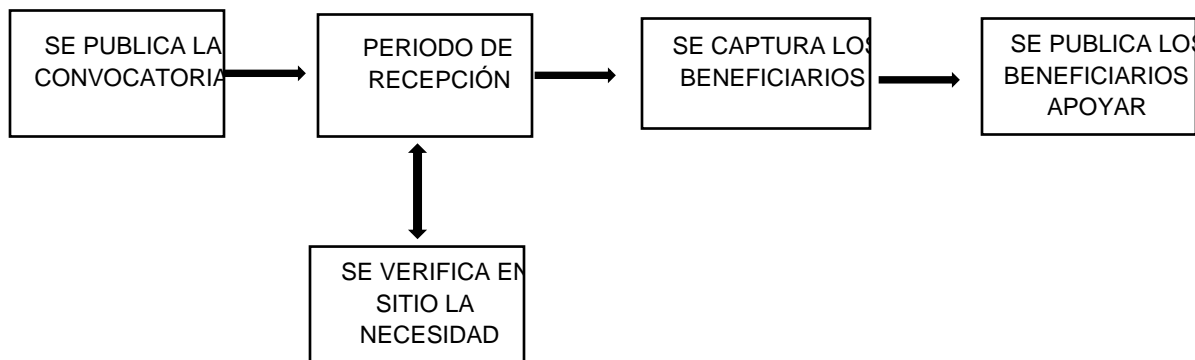 SE PUBLICA LA
CONVOCATORIA
PERIODO DE
RECEPCIÓN
SE CAPTURA LOS
BENEFICIARIOS
SE PUBLICA LOS
BENEFICIARIOS
APOYAR
SE VERIFICA EN
SITIO LA
NECESIDAD